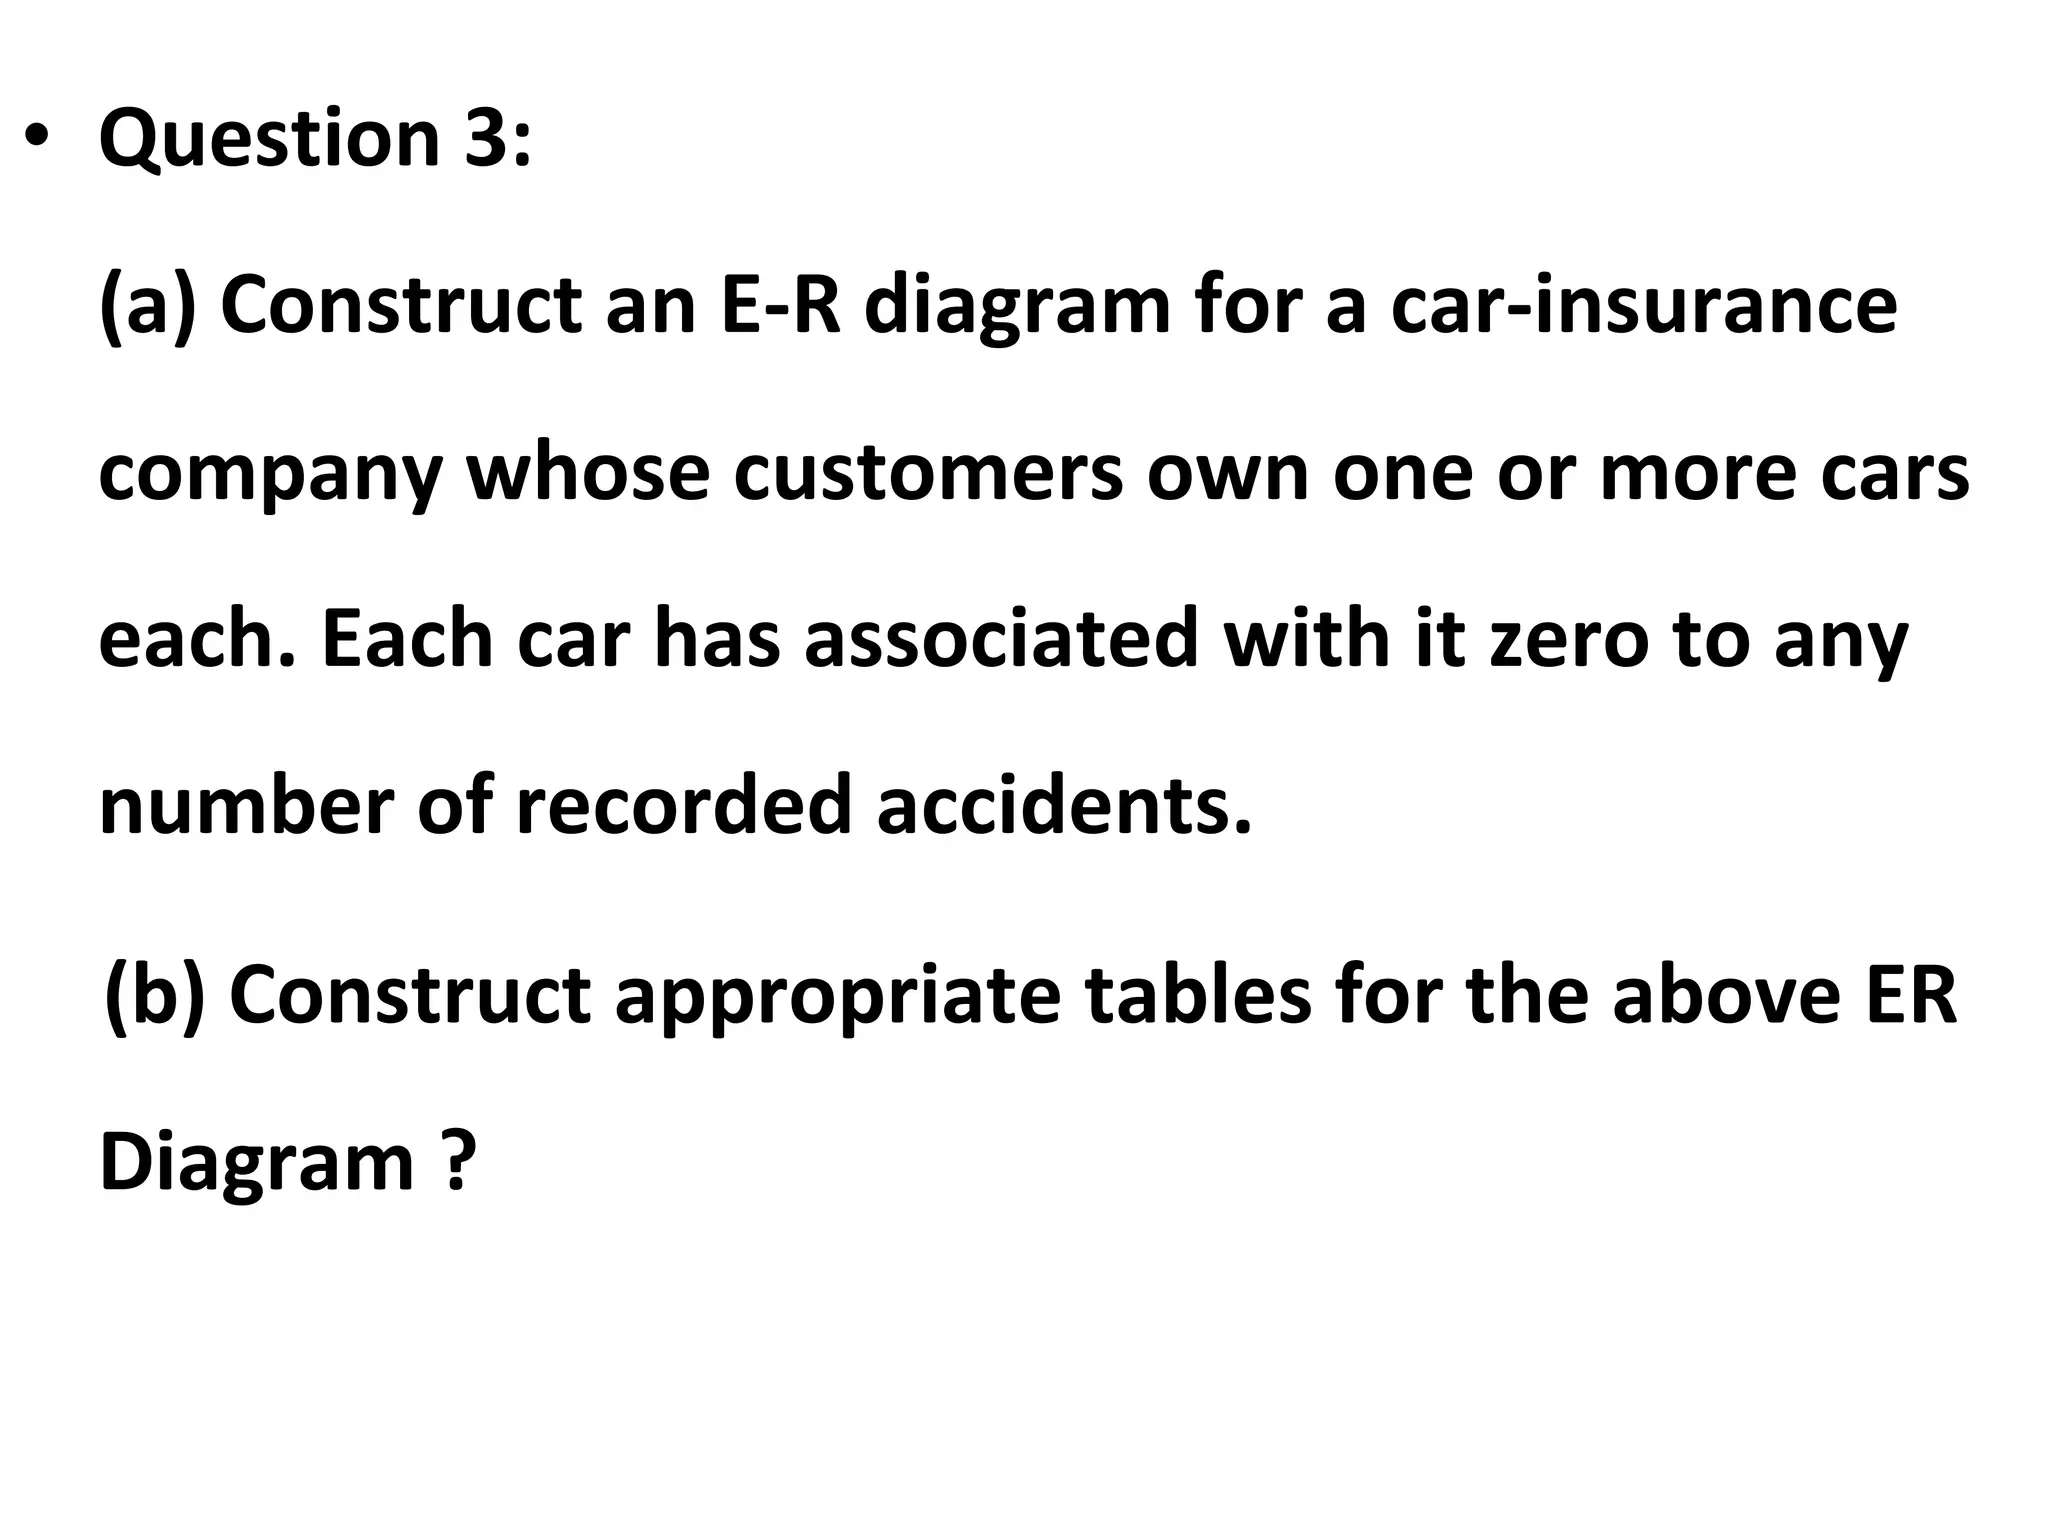 • Question 3:
(a) Construct an E-R diagram for a car-insurance
company whose customers own one or more cars
each. Each car has associated with it zero to any
number of recorded accidents.
(b) Construct appropriate tables for the above ER
Diagram ?